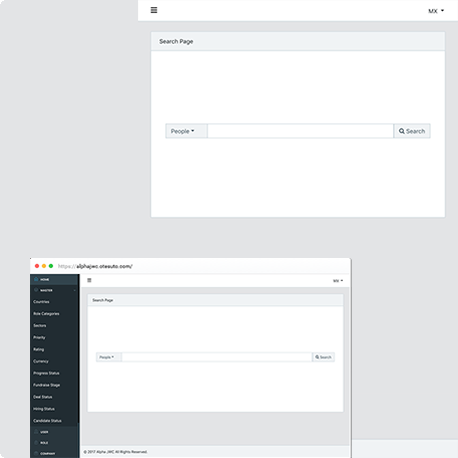 MX
Search Page
People
Search
https://alphajwc.oteauto.com/
HOME
MX
MASTER
Search Page
Countries
Role Categories
Sectors
Priority
Rating
People
Search
Currency
Progress Status
Fundraise Stage
Deal Status
Hiring Status
Candidate Status
USER
ROLE
COMPANY
© 2017 Alpha JWC All Rights Reserved.